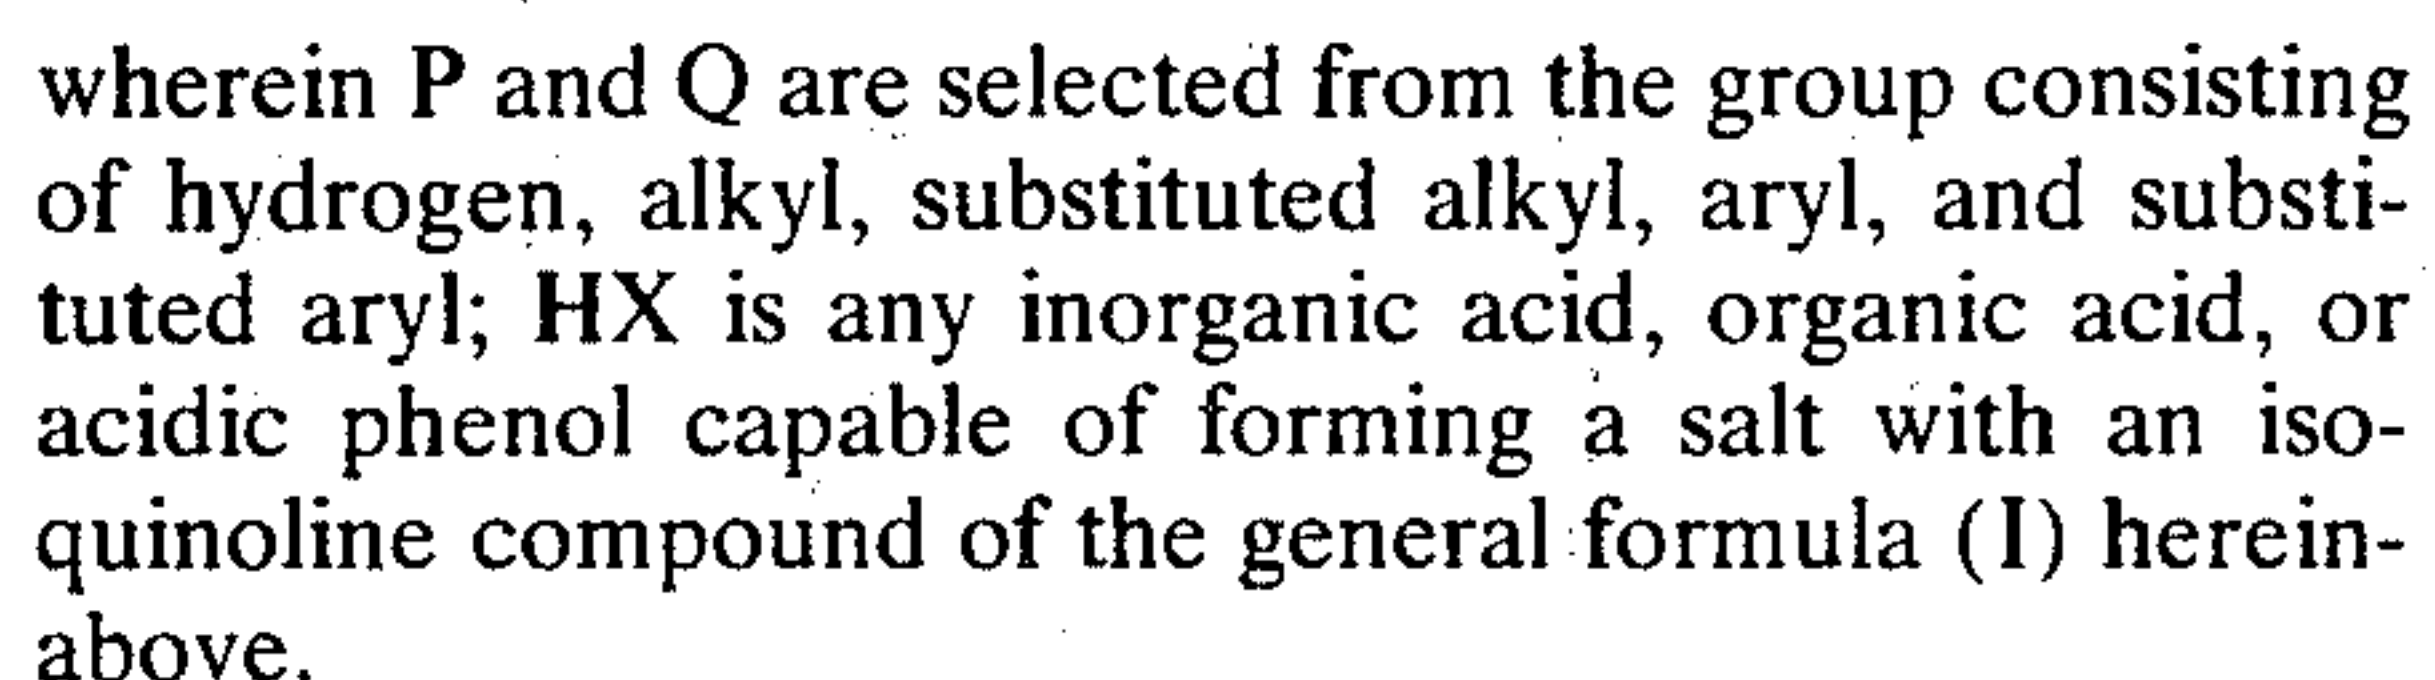 wherein P and Q are selected from the group consisting
of hydrogen, alkyl, substituted alkyl, aryl, and substi-
tuted aryl; HX is any inorganic acid, organic acid, or
acidic phenol capable of forming a salt with an iso-
quinoline compound of the general formula (I) herein-
above.